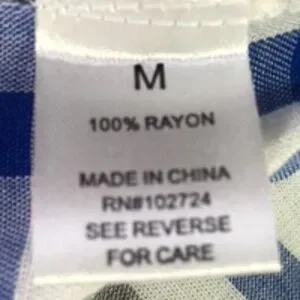 M
100% RAYON
MADE IN CHINA
RN#102724
SEE REVERSE
FOR CARE